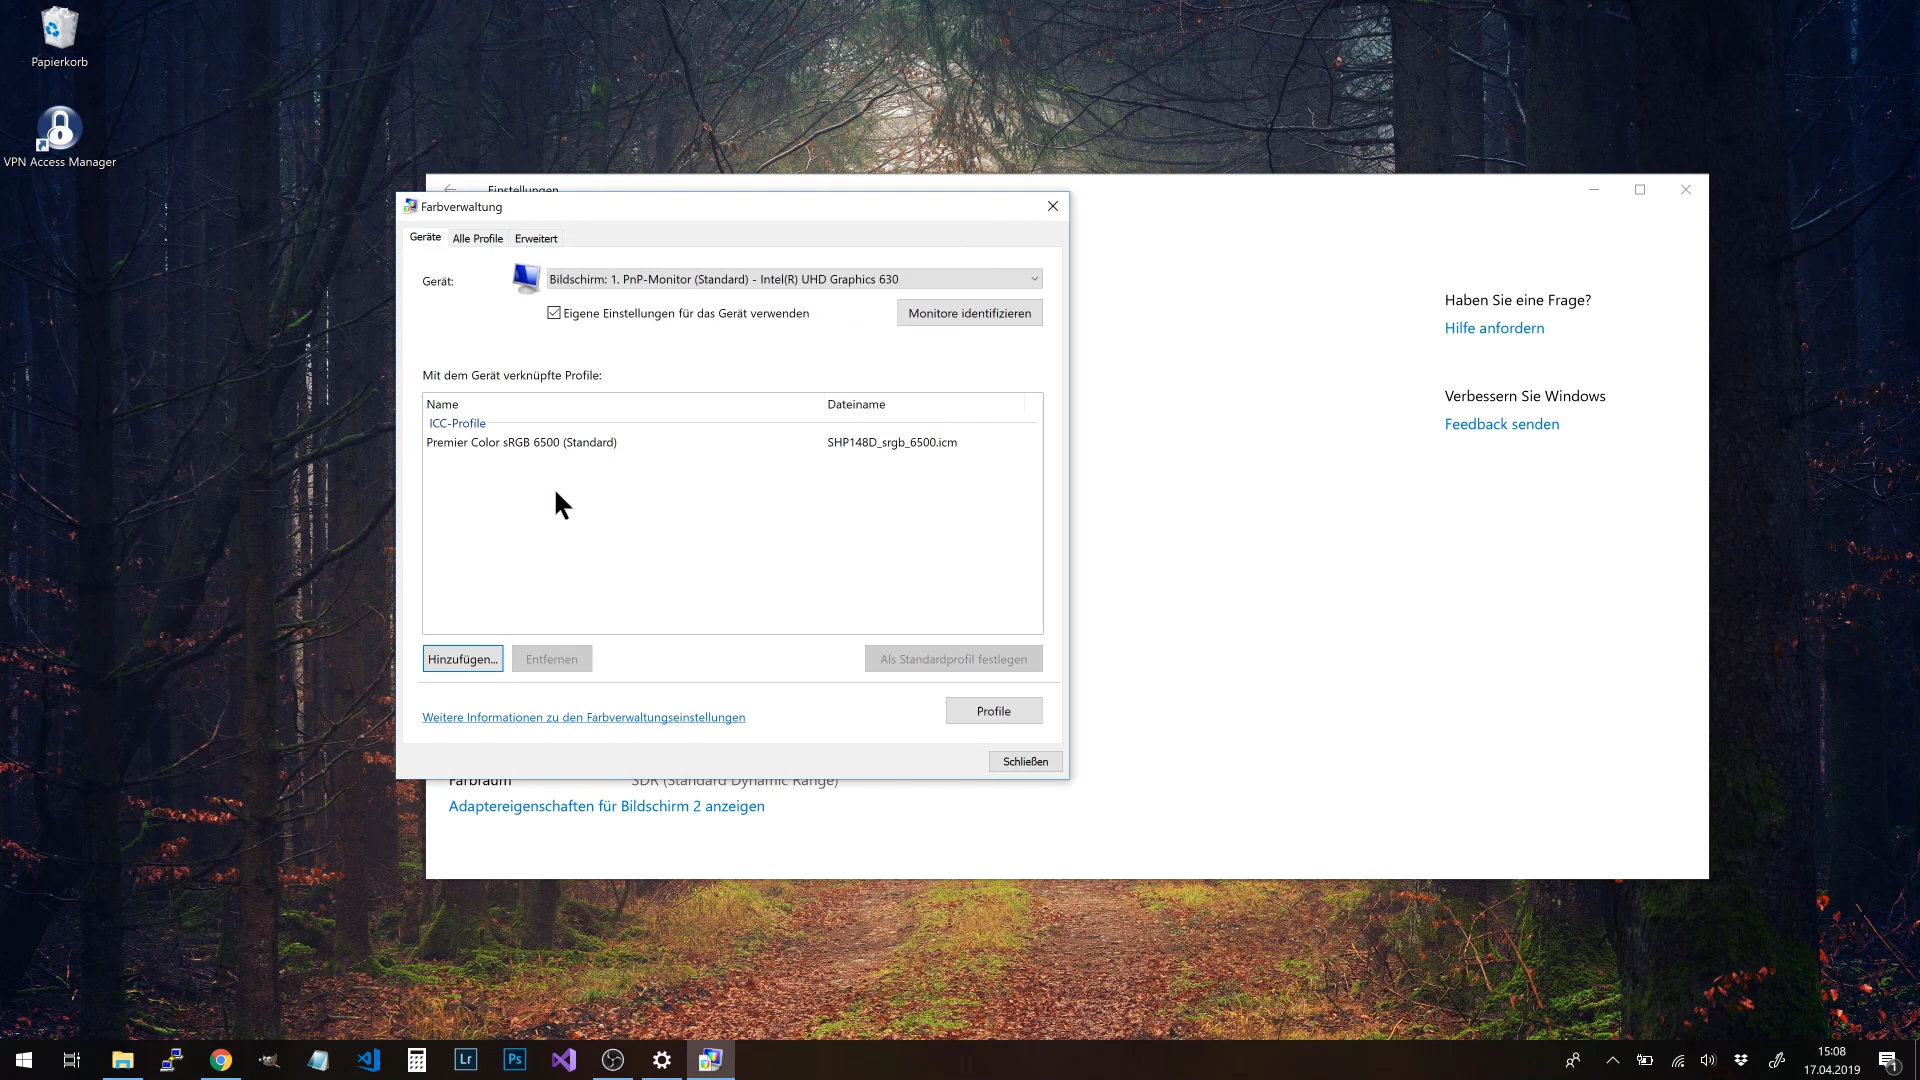 Papierkorb
VPN Access Manager
Einstellungen
Farbverwaltung
Geräte
Alle Profile
Erweitert
Gerät:
Bildschirm: 1. PnP-Monitor (Standard) - Intel(R) UHD Graphics 630
Eigene Einstellungen für das Gerät verwenden
Monitore identifizieren
Mit dem Gerät verknüpfte Profile:
Name
Dateiname
ICC-Profile
Premier Color sRGB 6500 (Standard)
SHP148D_srgb_6500.icm
Hinzufügen...
Entfernen
Als Standardprofil festlegen
Weitere Informationen zu den Farbverwaltungseinstellungen
Profile
Schließen
Haben Sie eine Frage?
Hilfe anfordern
Verbessern Sie Windows
Feedback senden
Farbraum
SDR (Standard Dynamic Range)
Adaptereigenschaften für Bildschirm 2 anzeigen
Lr
Ps
15:08
17.04.2019
1